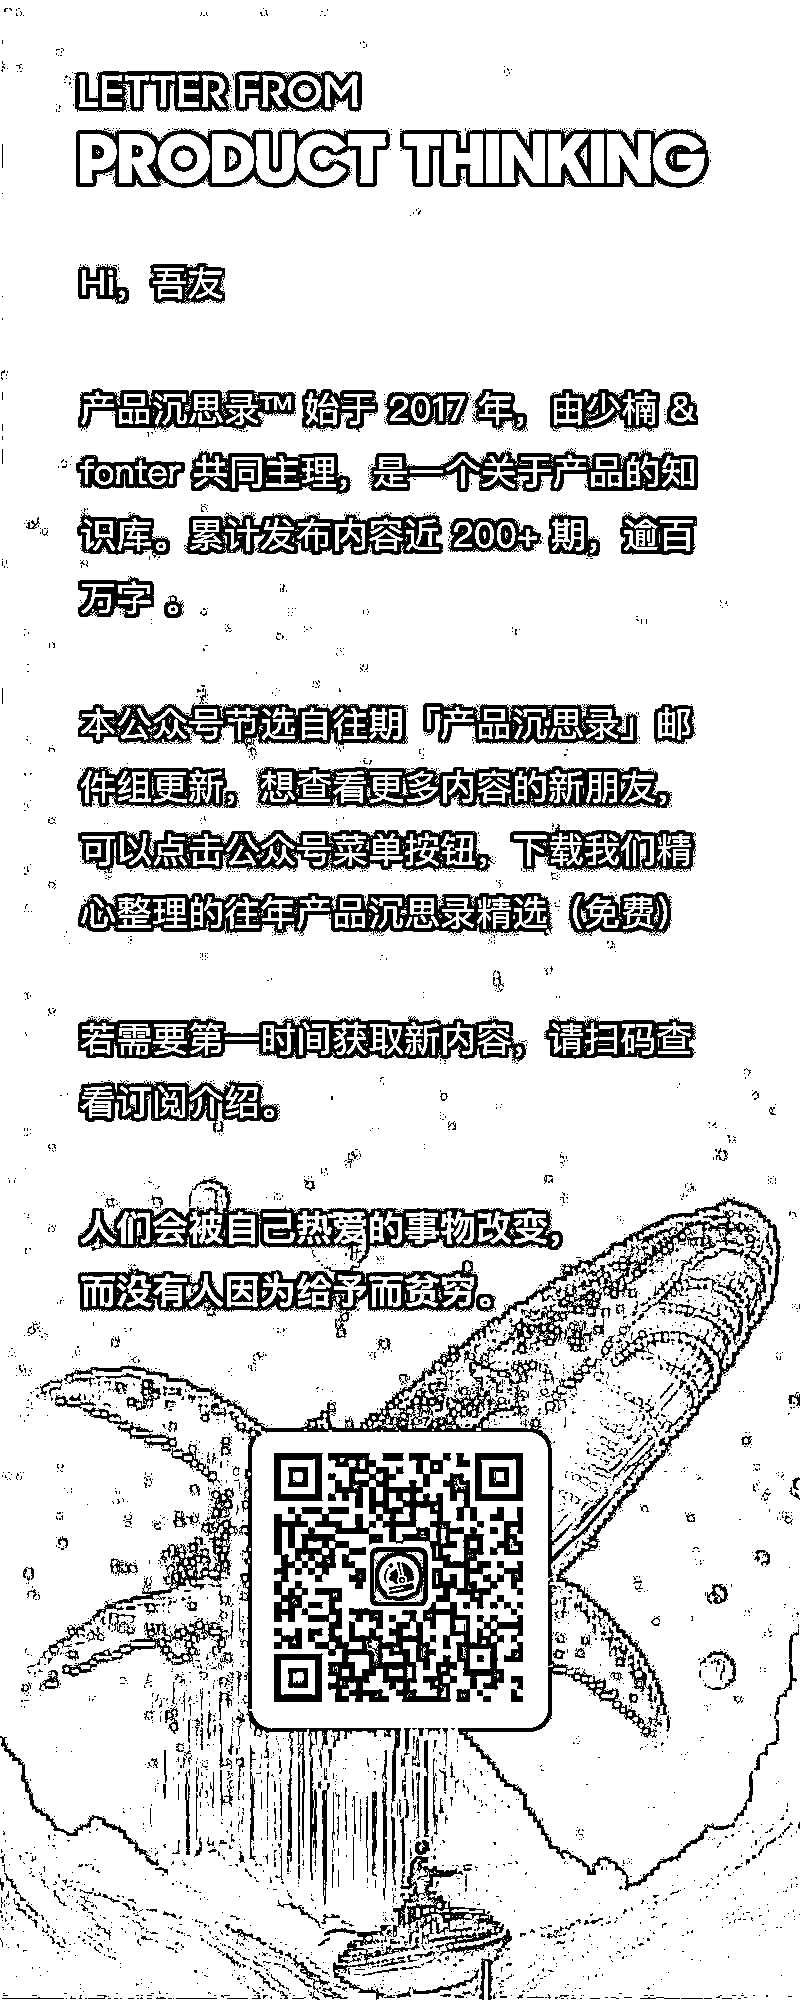 LETTER FROM
PRODUCT THINKING
Hi，吾友
产品沉思录™ 始于 2017 年，由少楠 &
fonter 共同主理，是一个关于产品的知
识库。累计发布内容近 200+ 期，逾百
万字 。
本公众号节选自往期「产品沉思录」邮
件组更新，想查看更多内容的新朋友，
可以点击公众号菜单按钮，下载我们精
心整理的往年产品沉思录精选（免费）
若需要第一时间获取新内容，请扫码查
看订阅介绍。
人们会被自己热爱的事物改变，
而没有人因为给予而贫穷。